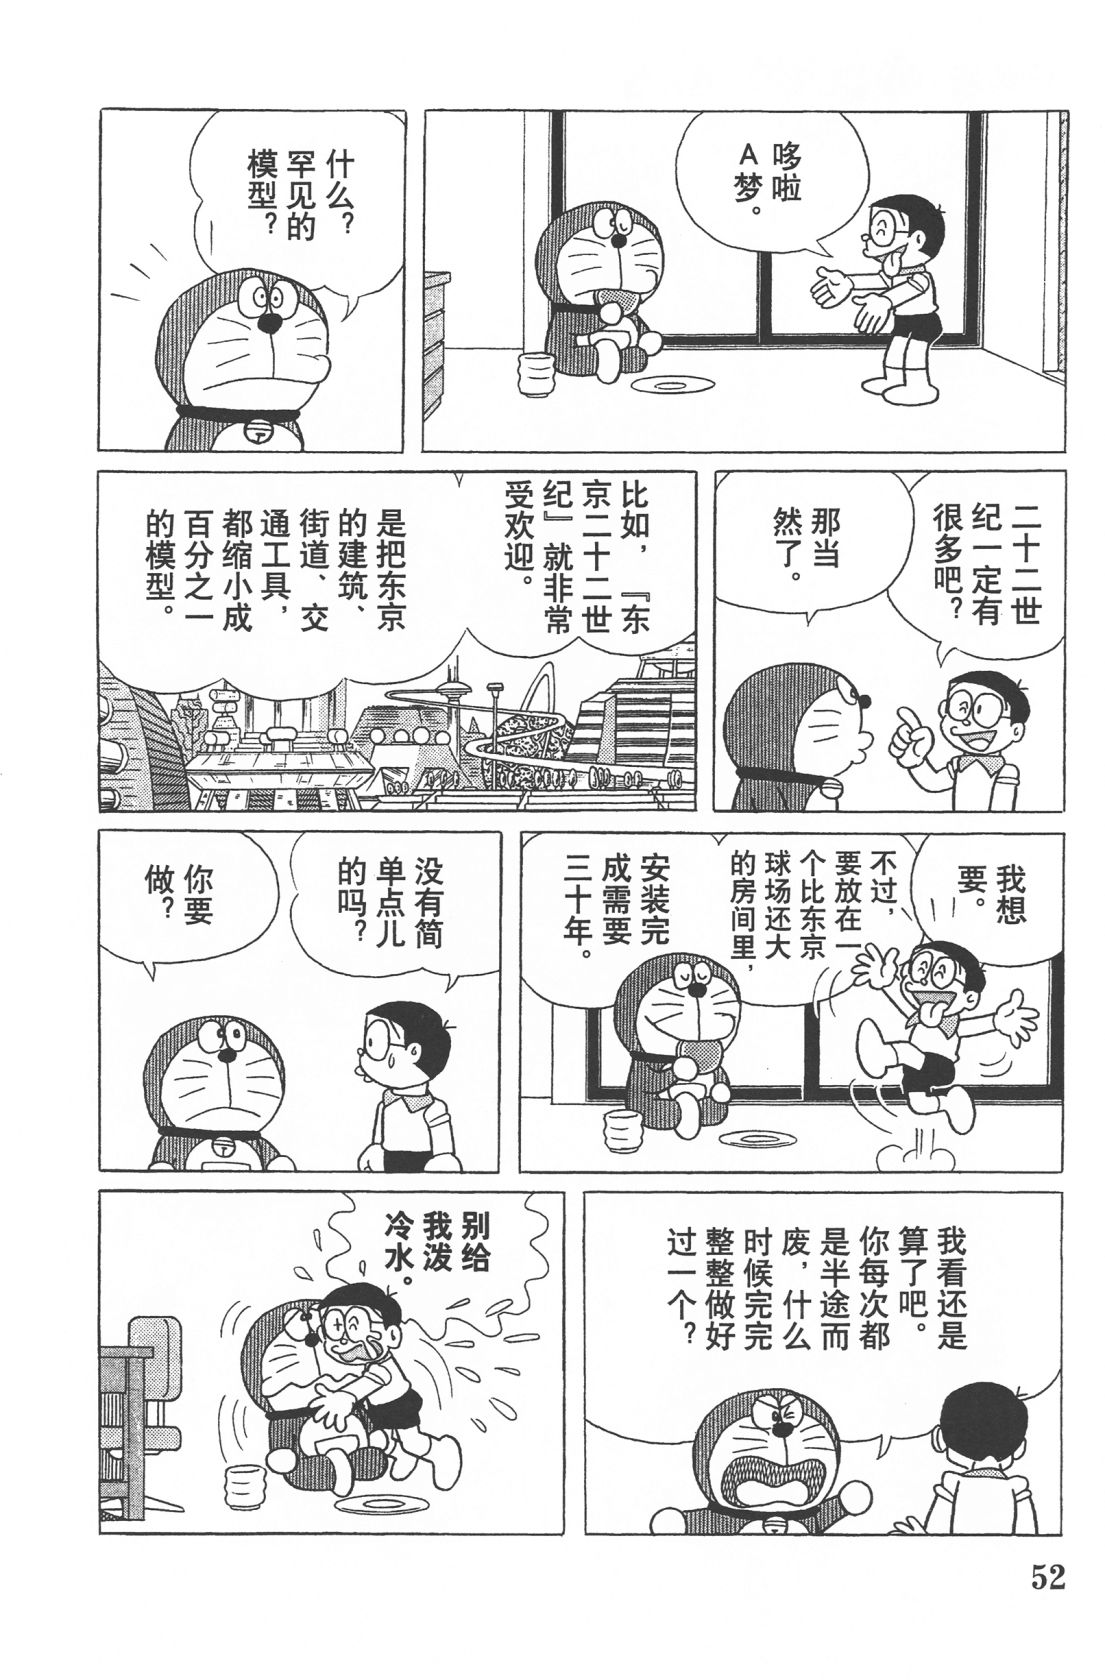 哆啦
A梦。
什么？
罕见的
模型？
二十二世
纪一定有
很多吧？
那当
然了。
比如，『东
京二十二世
纪』就非常
受欢迎。
是把东京
的建筑、
街道、交
通工具，
都缩小成
百分之一
的模型。
我想
要。
不过，
要放在一
个比东京
球场还大
的房间里，
安装完
成需要
三十年。
没有简
单点儿
的吗？
你要
做？
我看还是
算了吧。
你每次都
是半途而
废，什么
时候完完
整整做好
过一个？
别给
我泼
冷水。
52